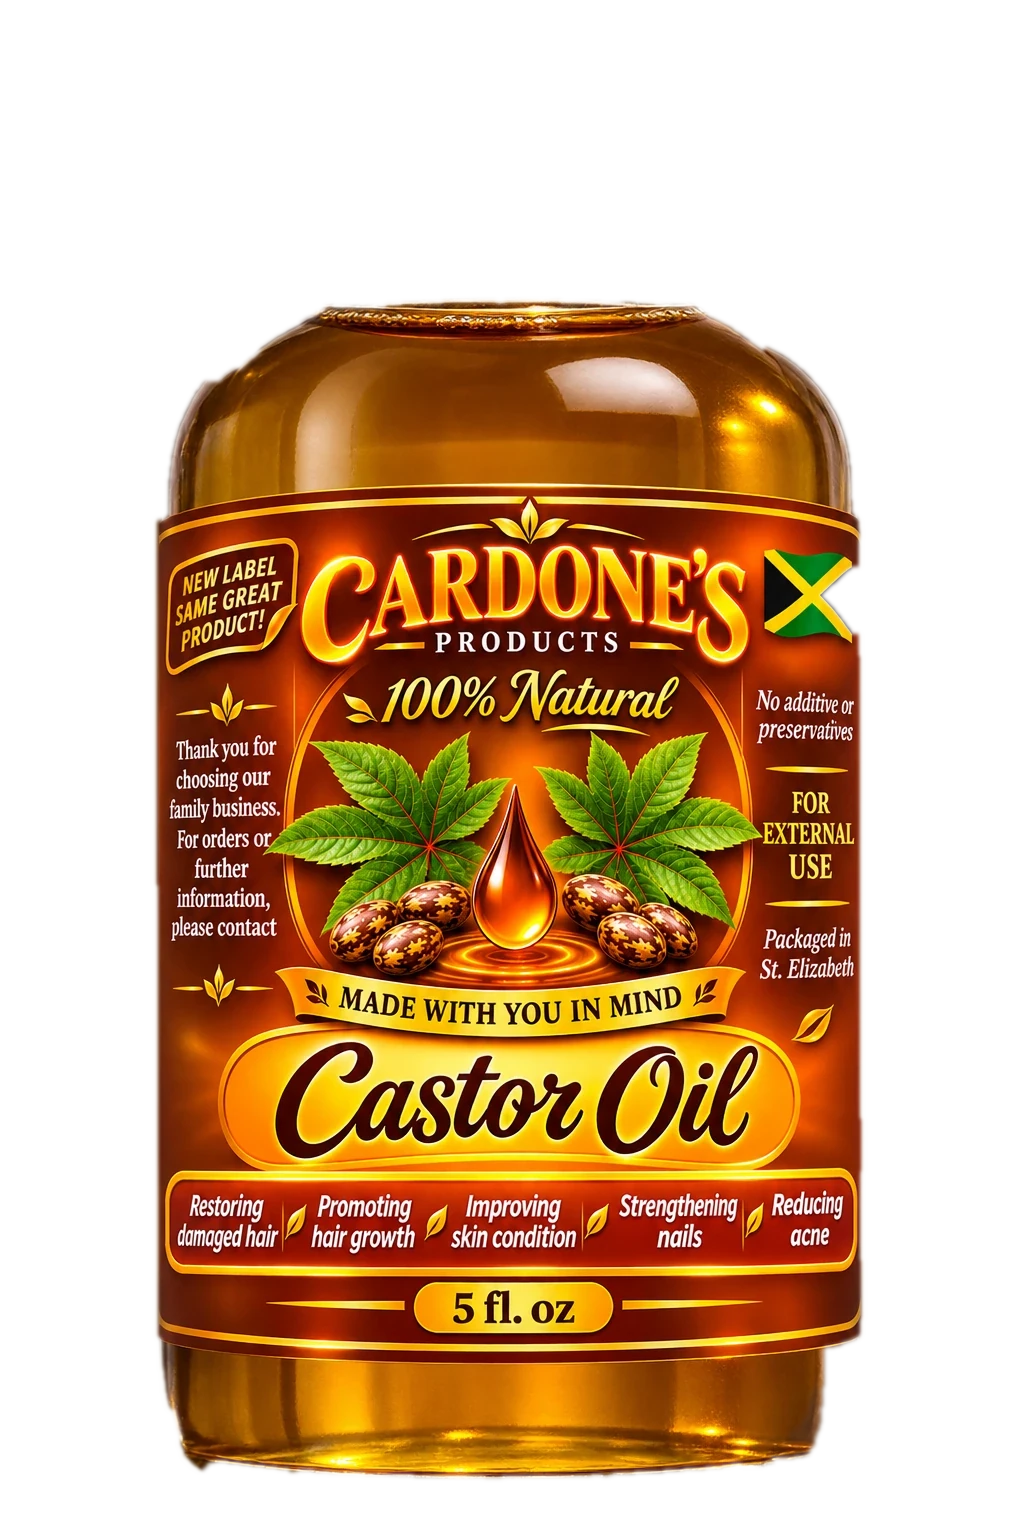 NEW LABEL
SAME GREAT
PRODUCT!
CARDONE'S
PRODUCTS
100% Natural
Thank you for
choosing our
family business.
For orders or
further
information,
please contact
No additive or
preservatives
FOR
EXTERNAL
USE
Packaged in
St. Elizabeth
MADE WITH YOU IN MIND
Castor Oil
Restoring
damaged hair
Promoting
hair growth
Improving
skin condition
Strengthening
nails
Reducing
acne
5 fl. oz